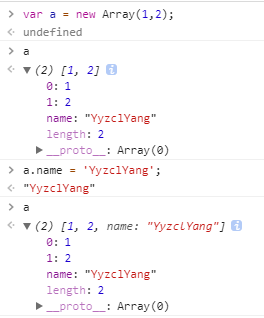 > var a = new Array(1,2);
undefined
> a
▼ (2) [1, 2] i
0: 1
1: 2
name: "YyzclYang"
length: 2
▶ __proto__: Array(0)
> a.name = 'YyzclYang';
"YyzclYang"
> a
▼ (2) [1, 2, name: "YyzclYang"] i
0: 1
1: 2
name: "YyzclYang"
length: 2
▶ __proto__: Array(0)